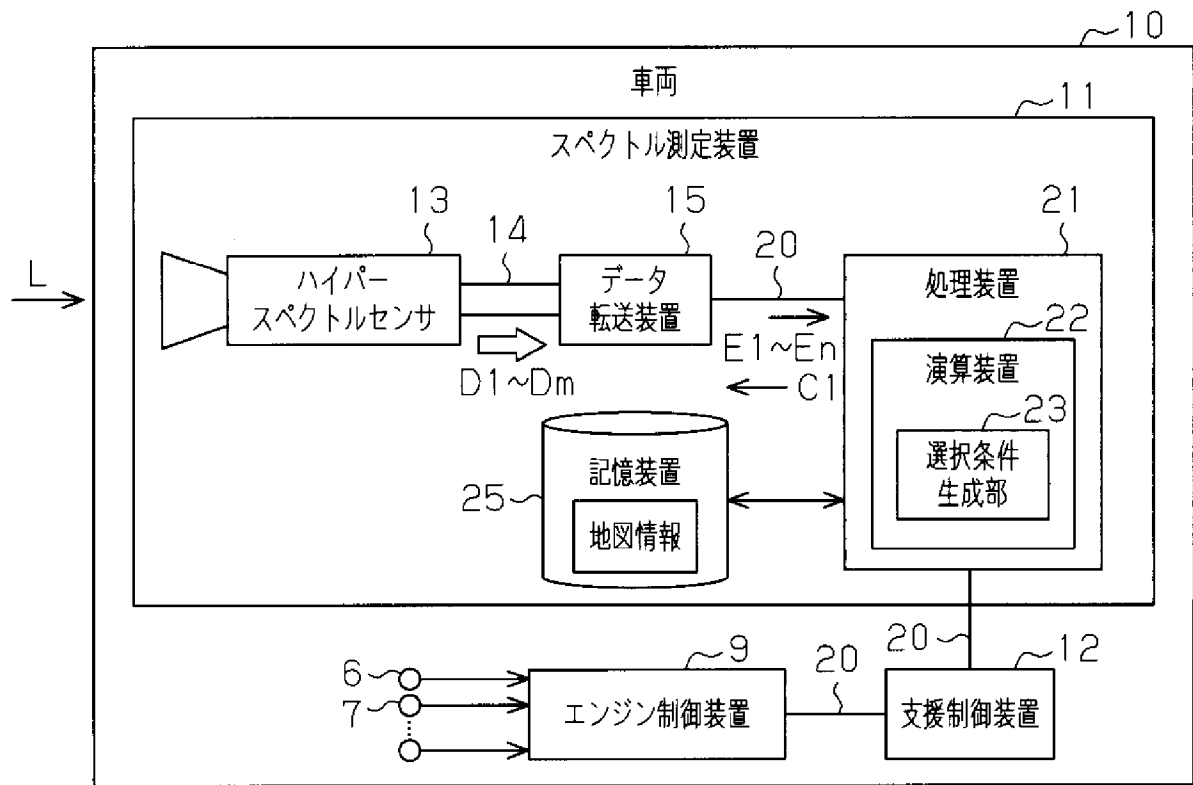 10
車両
11
スペクトル測定装置
13
14
15
20
21
L
ハイパー
スペクトルセンサ
データ
転送装置
処理装置
D1~Dm
E1~En
C1
22
演算装置
23
選択条件
生成部
25
記憶装置
地図情報
6
7
9
エンジン制御装置
20
20
12
支援制御装置